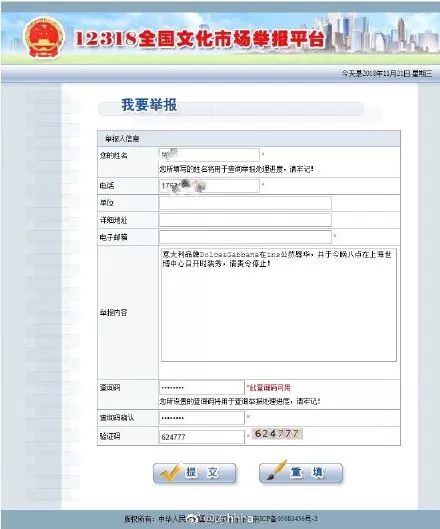 12318全国文化市场举报平台
今天是2018年11月21日 星期三
我要举报
举报人信息
您的姓名 *
您所填写的姓名将用于查询举报处理进度，请牢记!
电话 *
单位
详细地址
电子邮箱 *
举报内容
意大利品牌Dolce&Gabbana在ins公然辱华，并于今晚八点在上海世
博中心召开时装秀，请责令停止!
查询码 ******** *此查询码可用
您所设置的查询码将用于查询举报处理进度，请牢记!
查询码确认 ******** *
验证码 624777 * 624777
提 交 重 填
版权所有：中华人民 京ICP备05083456号-2